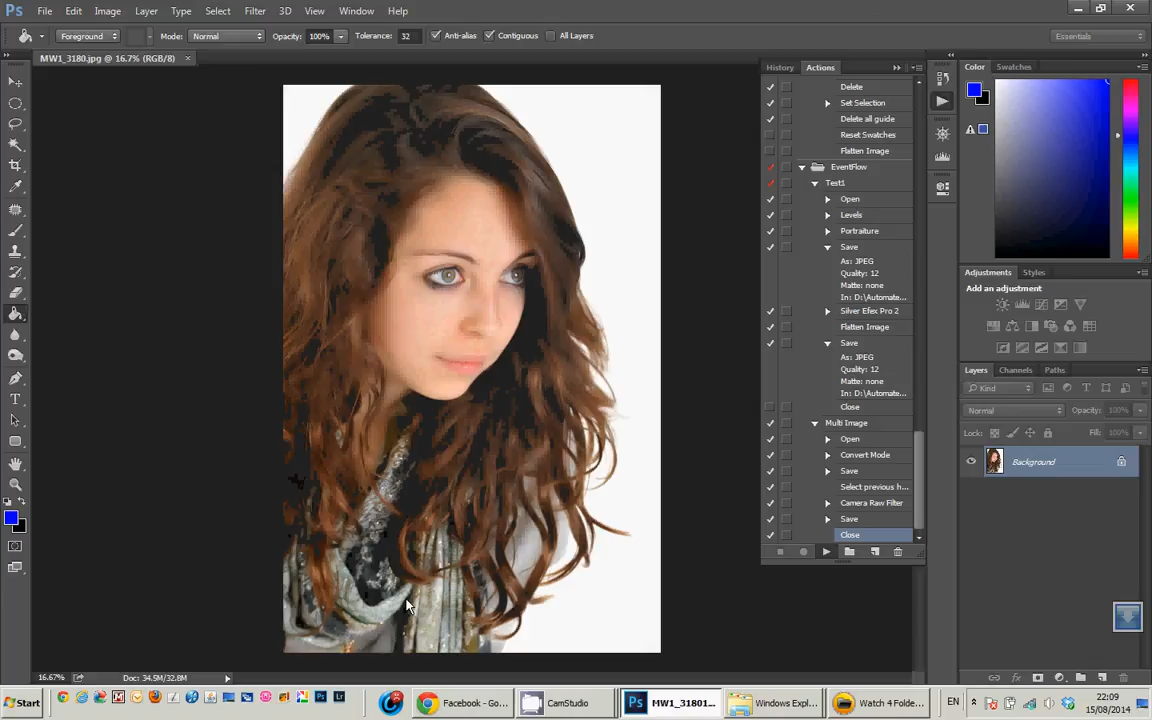 Ps File Edit Image Layer Type Select Filter 3D View Window Help
Foreground Mode: Normal Opacity: 100% Tolerance: 32 Anti-alias Contiguous All Layers Essentials
MW1_3180.jpg @ 16.7% (RGB/8) ×
History Actions
Delete
Set Selection
Delete all guide
Reset Swatches
Flatten Image
EventFlow
Test1
Open
Levels
Portraiture
Save
As: JPEG
Quality: 12
Matte: none
In: D:\Automate...
Silver Efex Pro 2
Flatten Image
Save
As: JPEG
Quality: 12
Matte: none
In: D:\Automate...
Close
Multi Image
Open
Convert Mode
Save
Select previous h...
Camera Raw Filter
Save
Close
Color Swatches
Adjustments Styles
Add an adjustment
Layers Channels Paths
Kind
Normal Opacity: 100%
Lock: Fill: 100%
Background
16.67% Doc: 34.5M/32.8M
Start Facebook - Go... CamStudio MW1_31801... Windows Expl... Watch 4 Folde... EN
22:09
15/08/2014